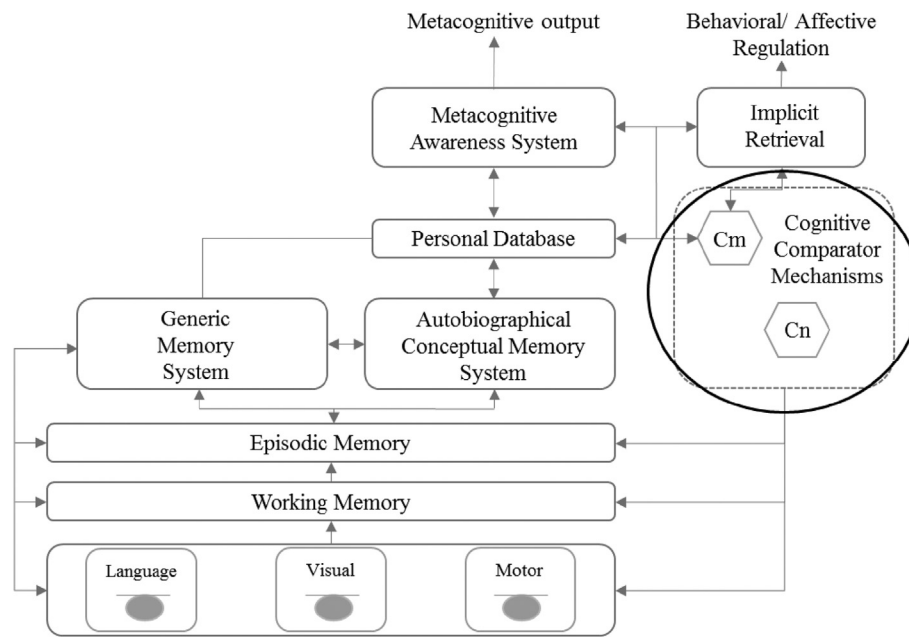 Metacognitive output
Behavioral/ Affective
Regulation
Metacognitive
Awareness System
Implicit
Retrieval
Personal Database
Cm
Cognitive
Comparator
Mechanisms
Cn
Generic
Memory
System
Autobiographical
Conceptual Memory
System
Episodic Memory
Working Memory
Language
Visual
Motor